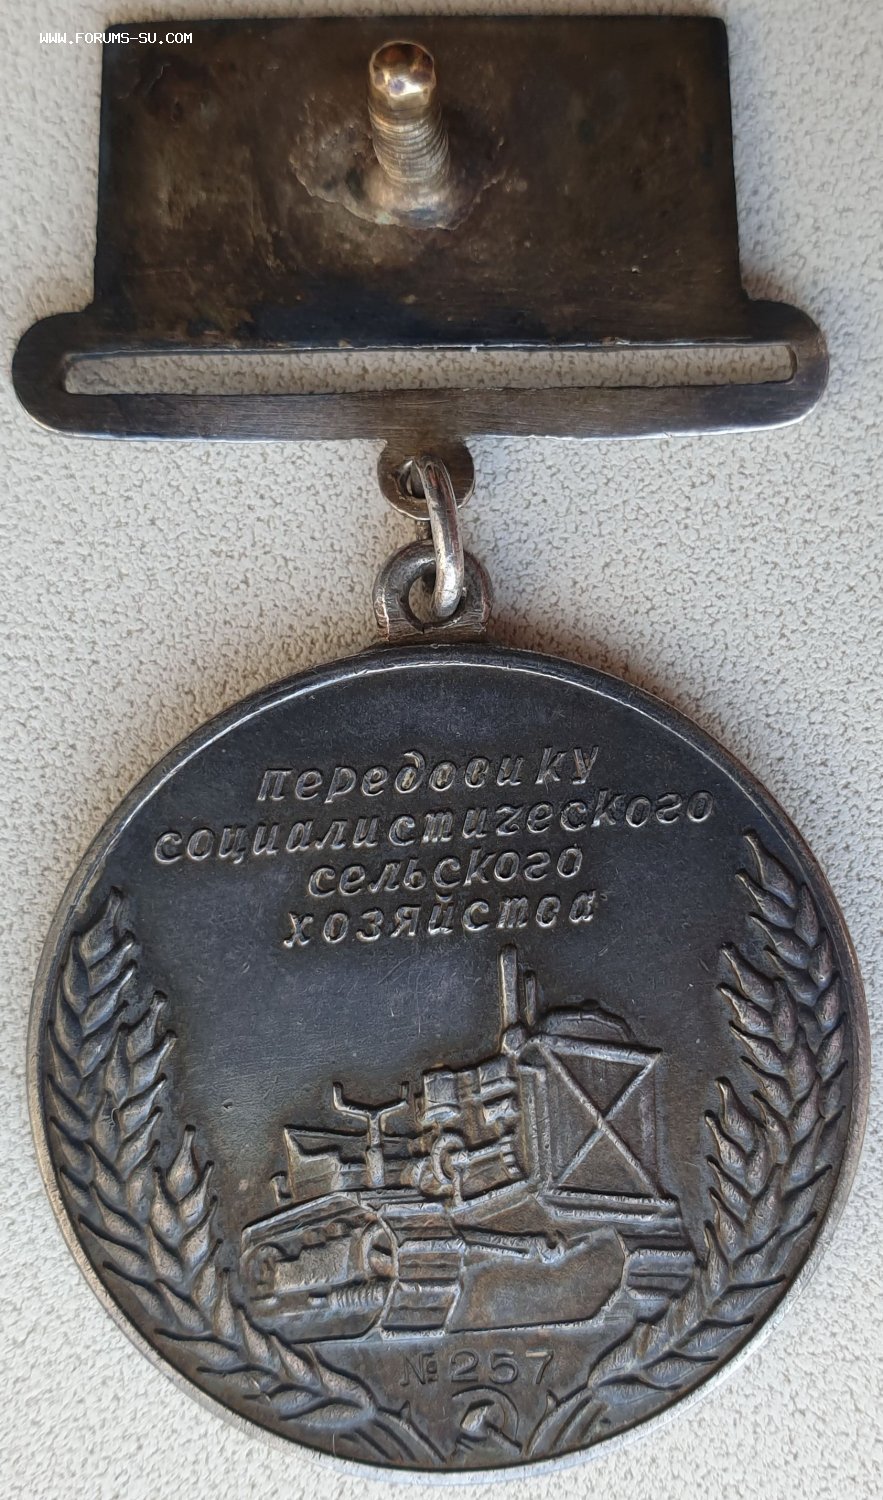 WWW.FORUMS-SU.COM
передовику
социалистического
сельского
хозяйства
№257